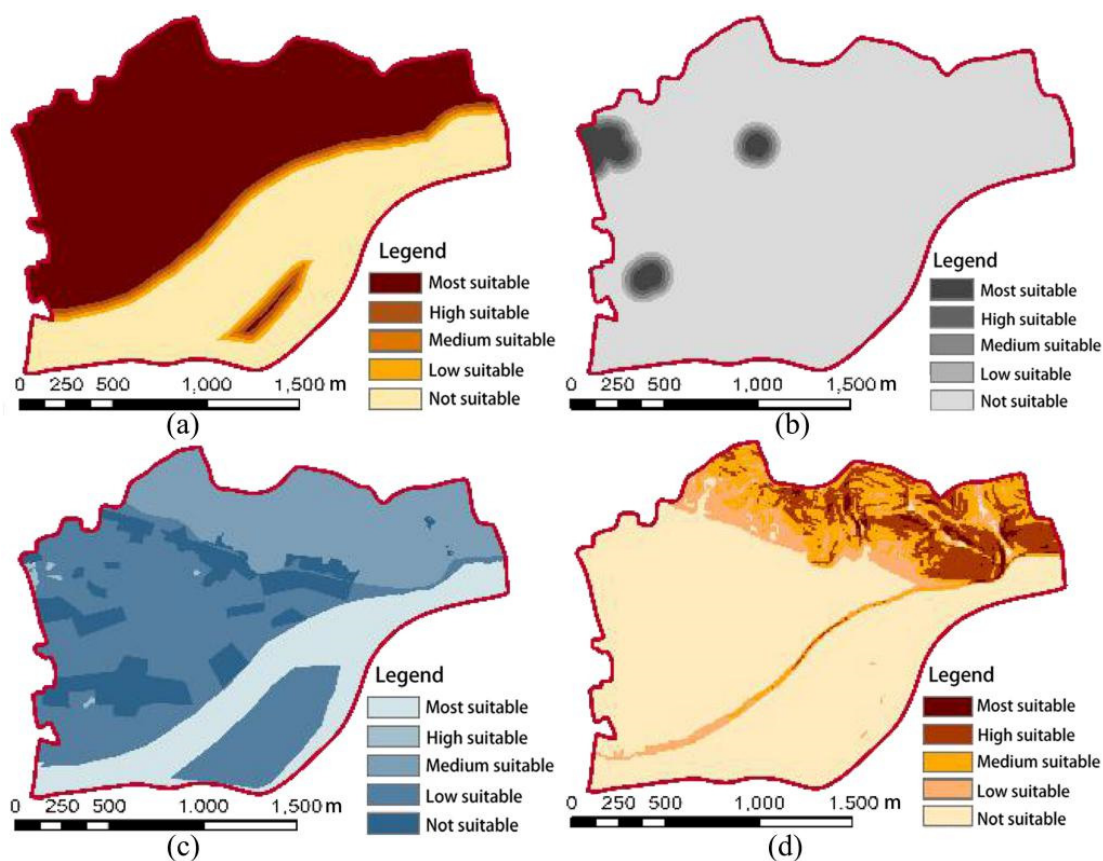 Legend
Most suitable
High suitable
Medium suitable
Low suitable
Not suitable
0 250 500 1,000 1,500 m
(a)
Legend
Most suitable
High suitable
Medium suitable
Low suitable
Not suitable
0 250 500 1,000 1,500 m
(b)
Legend
Most suitable
High suitable
Medium suitable
Low suitable
Not suitable
0 250 500 1,000 1,500 m
(c)
Legend
Most suitable
High suitable
Medium suitable
Low suitable
Not suitable
0 250 500 1,000 1,500 m
(d)